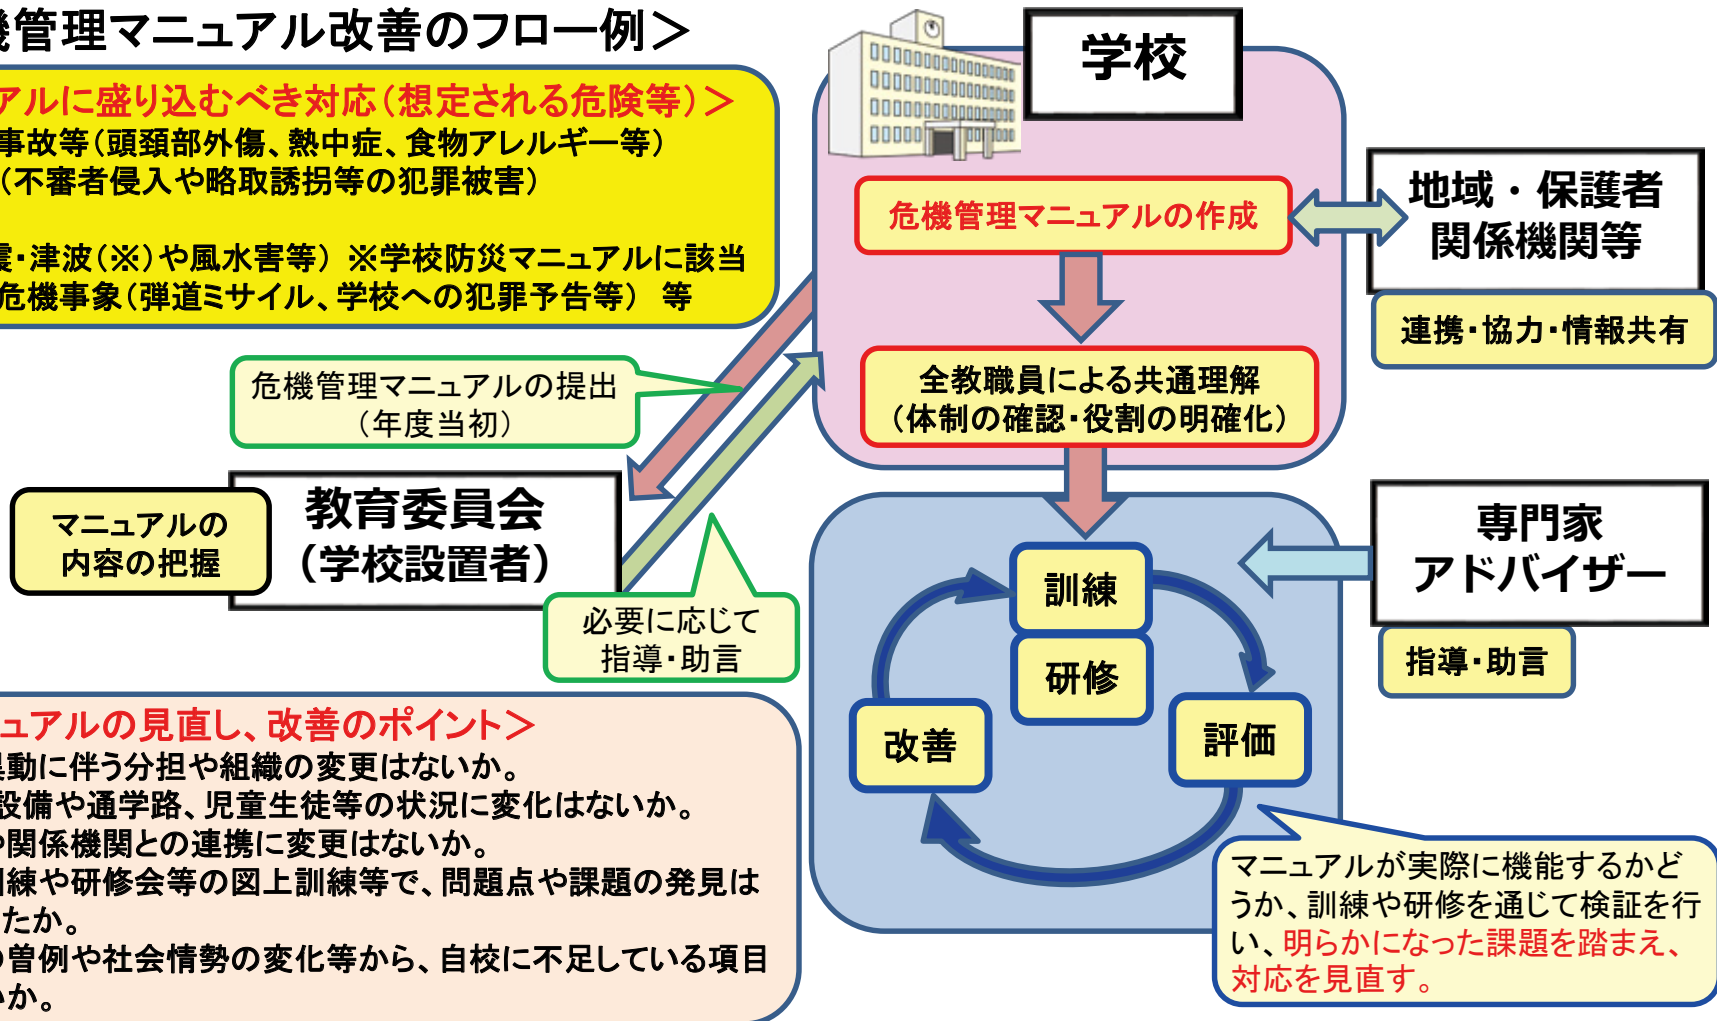 機管理マニュアル改善のフロー例＞
アルに盛り込むべき対応（想定される危険等）＞
事故等（頭頚部外傷、熱中症、食物アレルギー等）
（不審者侵入や略取誘拐等の犯罪被害）
震・津波（※）や風水害等） ※学校防災マニュアルに該当
危機事象（弾道ミサイル、学校への犯罪予告等） 等
学校
危機管理マニュアルの作成
地域・保護者
関係機関等
連携・協力・情報共有
全教職員による共通理解
（体制の確認・役割の明確化）
危機管理マニュアルの提出
（年度当初）
マニュアルの
内容の把握
教育委員会
（学校設置者）
必要に応じて
指導・助言
専門家
アドバイザー
指導・助言
訓練
研修
改善
評価
マニュアルが実際に機能するかど
うか、訓練や研修を通じて検証を行
い、明らかになった課題を踏まえ、
対応を見直す。
ュアルの見直し、改善のポイント＞
異動に伴う分担や組織の変更はないか。
設備や通学路、児童生徒等の状況に変化はないか。
や関係機関との連携に変更はないか。
訓練や研修会等の図上訓練等で、問題点や課題の発見は
たか。
の曽例や社会情勢の変化等から、自校に不足している項目
いか。